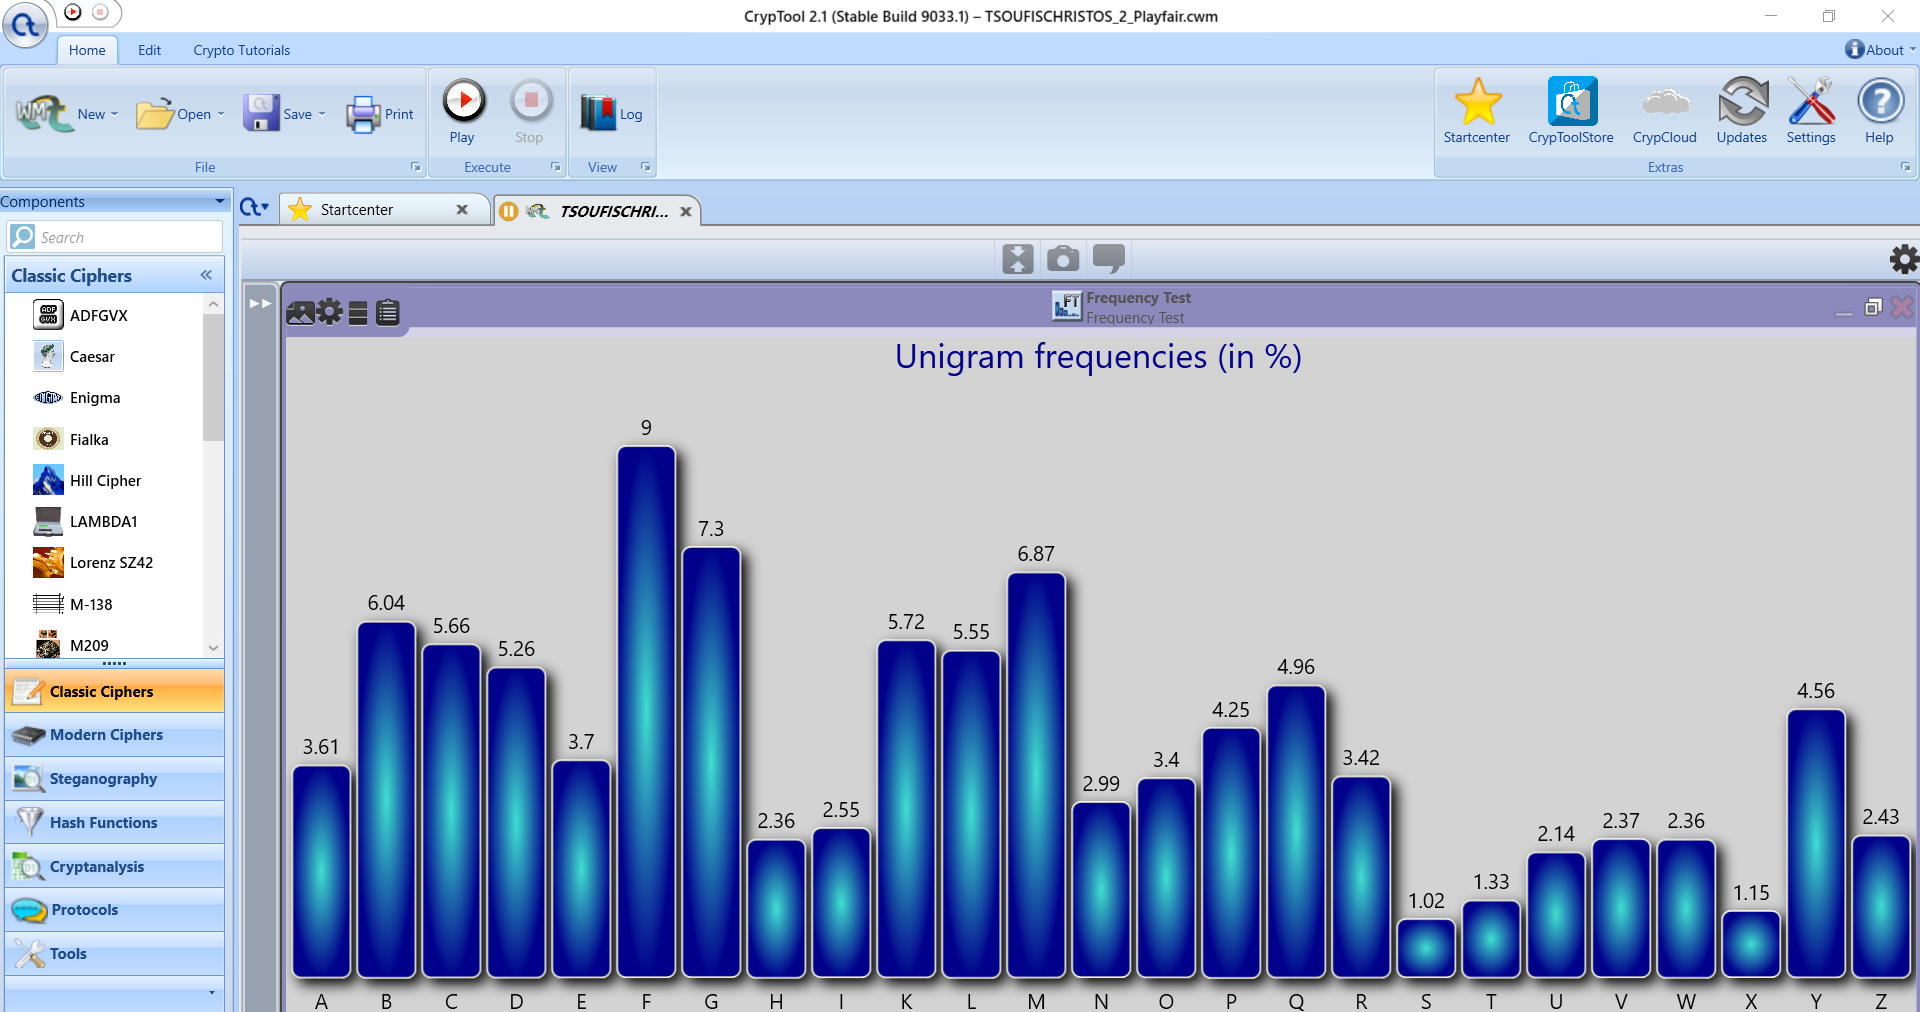 CrypTool 2.1 (Stable Build 9033.1) – TSOUFISCHRISTOS_2_Playfair.cwm
Home Edit Crypto Tutorials About
New Open Save Print Play Stop Log Startcenter CrypToolStore CrypCloud Updates Settings Help
File Execute View Extras
Components
Startcenter TSOUFISCHRI...
Search
Classic Ciphers
ADFGVX
Caesar
Enigma
Fialka
Hill Cipher
LAMBDA1
Lorenz SZ42
M-138
M209
Classic Ciphers
Modern Ciphers
Steganography
Hash Functions
Cryptanalysis
Protocols
Tools
FT
Frequency Test
Frequency Test
Unigram frequencies (in %)
3.61 6.04 5.66 5.26 3.7 9 7.3 2.36 2.55 5.72 5.55 6.87 2.99 3.4 4.25 4.96 3.42 1.02 1.33 2.14 2.37 2.36 1.15 4.56 2.43
A B C D E F G H I K L M N O P Q R S T U V W X Y Z